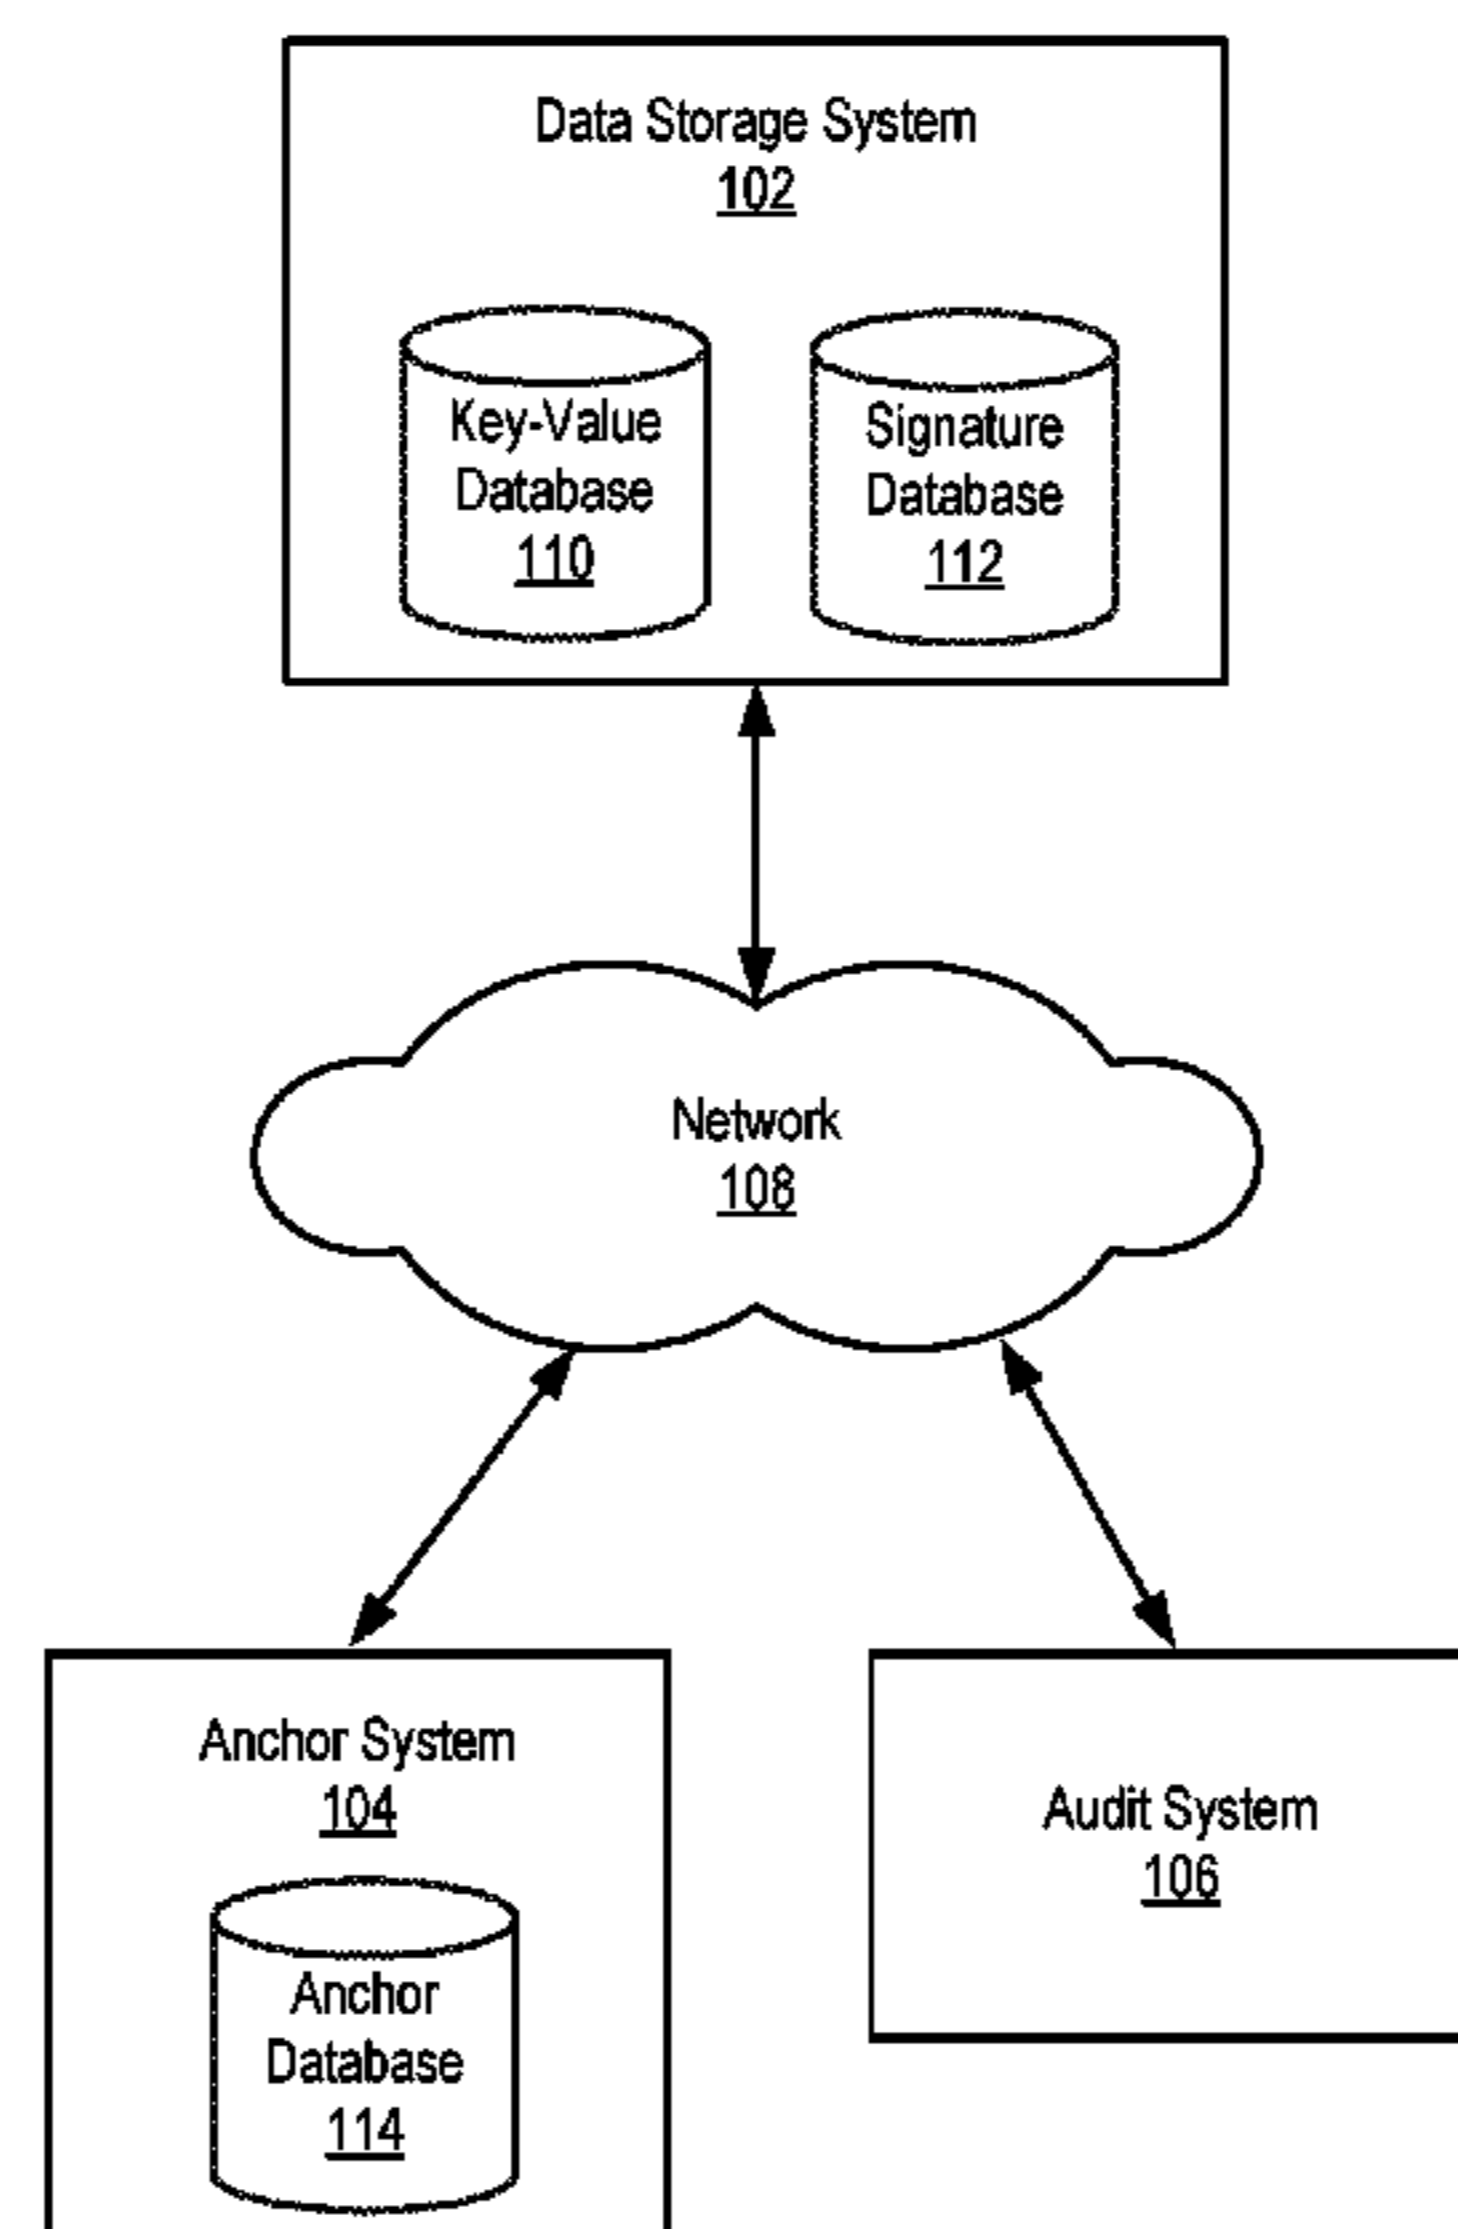 Data Storage System
102
Key-Value
Database
110
Signature
Database
112
Network
108
Anchor System
104
Anchor
Database
114
Audit System
106